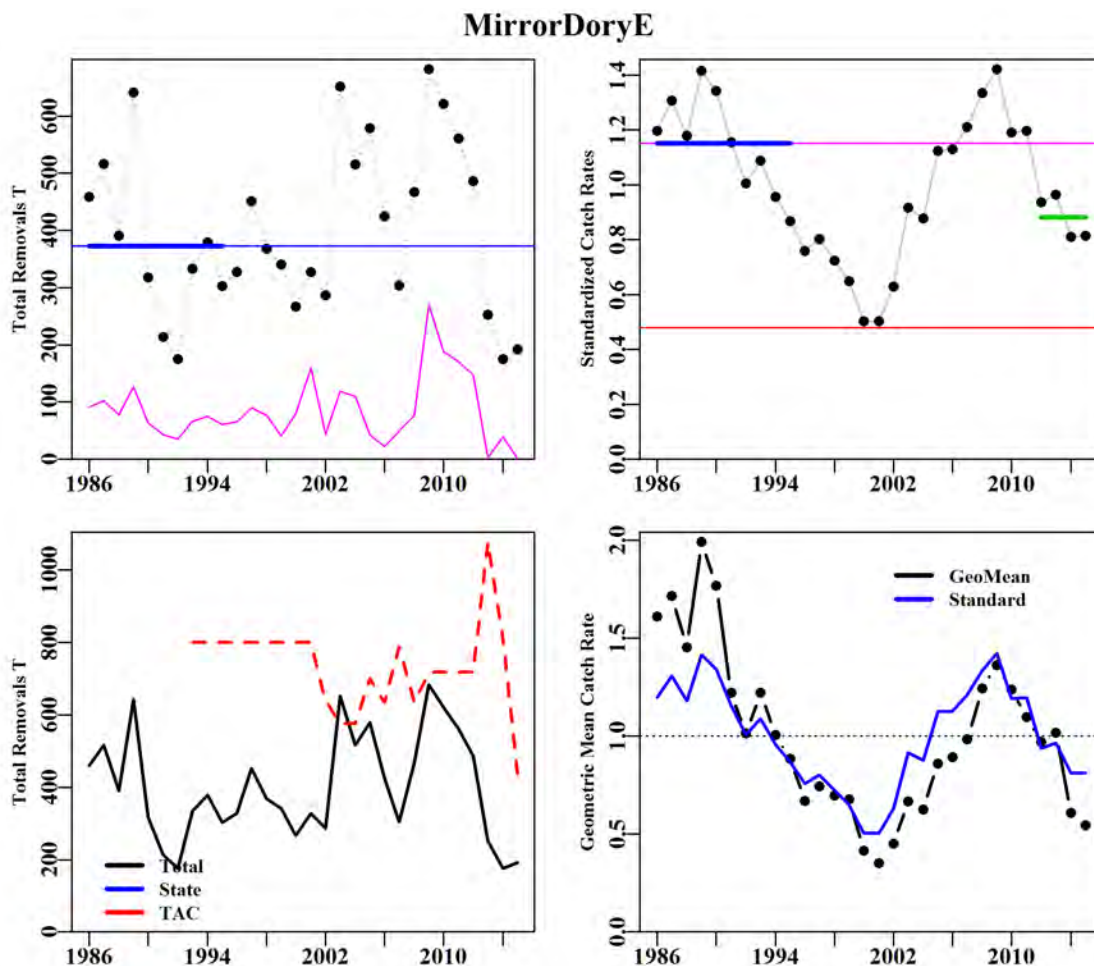 MirrorDoryE
Total Removals T
0 100 200 300 400 500 600
1986 1994 2002 2010
Standardized Catch Rates
0.0 0.2 0.4 0.6 0.8 1.0 1.2 1.4
1986 1994 2002 2010
Total Removals T
0 200 400 600 800 1000
Total
State
TAC
1986 1994 2002 2010
Geometric Mean Catch Rate
0.0 0.5 1.0 1.5 2.0
GeoMean
Standard
1986 1994 2002 2010